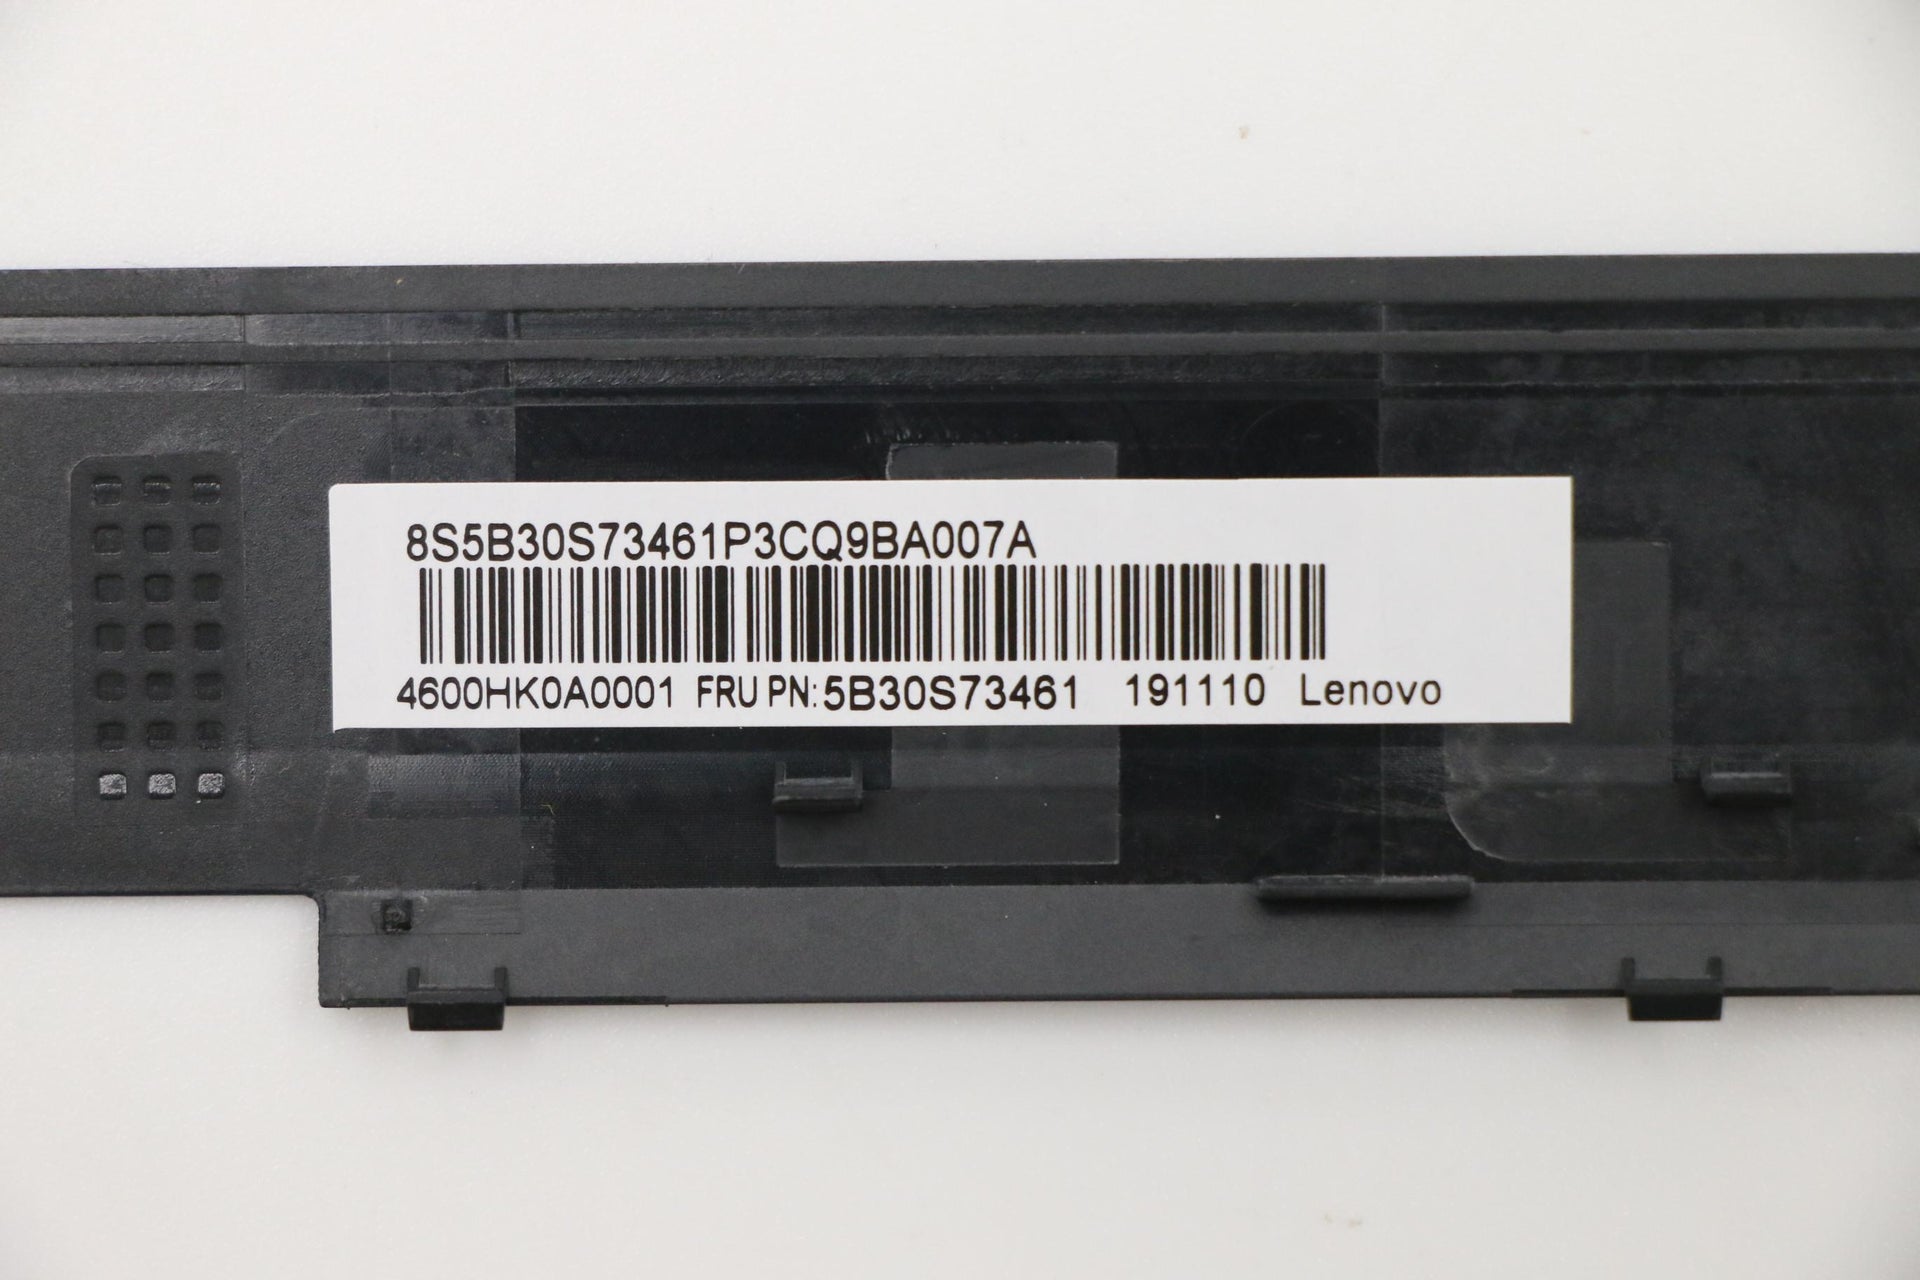 8S5B30S73461P3CQ9BA007A
4600HK0A0001 FRU PN:5B30S73461 191110 Lenovo